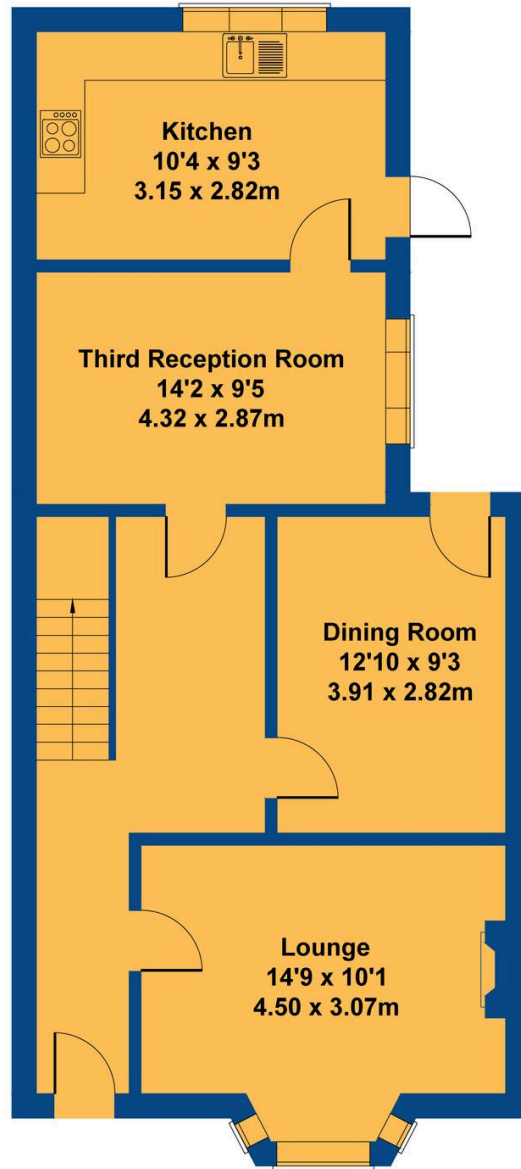 Kitchen
10'4 x 9'3
3.15 x 2.82m
Third Reception Room
14'2 x 9'5
4.32 x 2.87m
Dining Room
12'10 x 9'3
3.91 x 2.82m
Lounge
14'9 x 10'1
4.50 x 3.07m